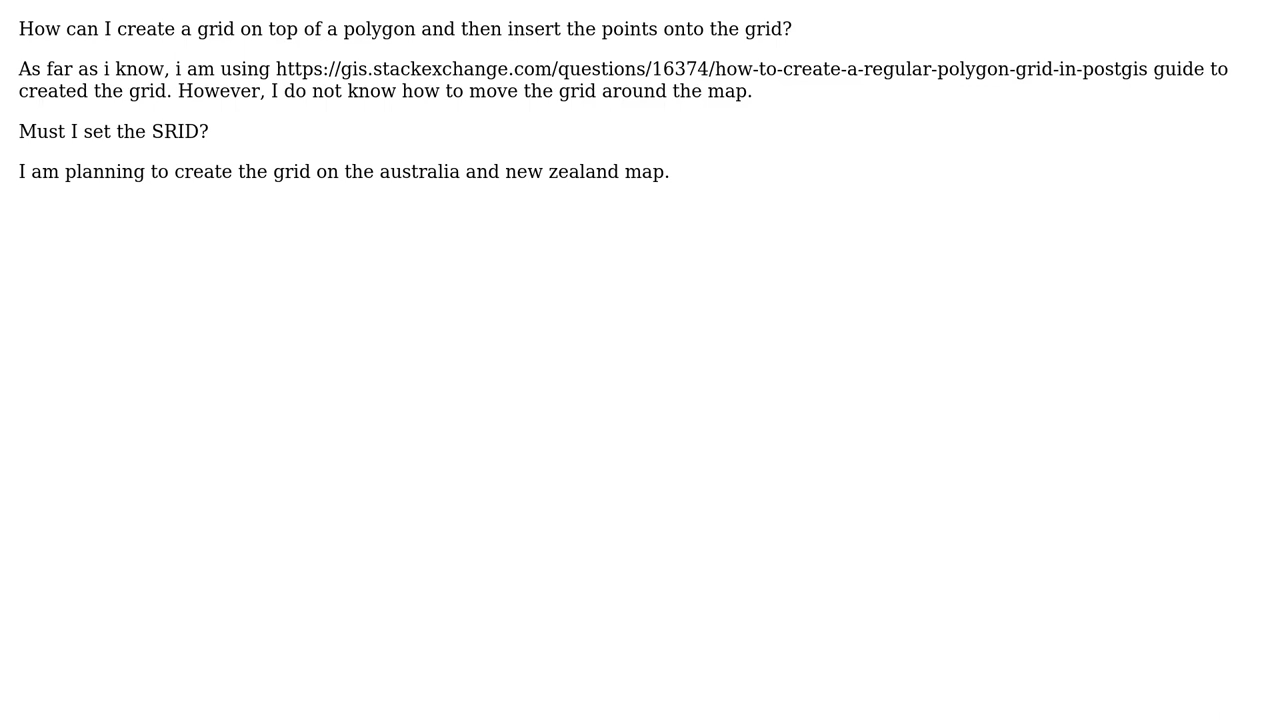 How can I create a grid on top of a polygon and then insert the points onto the grid?
As far as i know, i am using https://gis.stackexchange.com/questions/16374/how-to-create-a-regular-polygon-grid-in-postgis guide to
created the grid. However, I do not know how to move the grid around the map.
Must I set the SRID?
I am planning to create the grid on the australia and new zealand map.